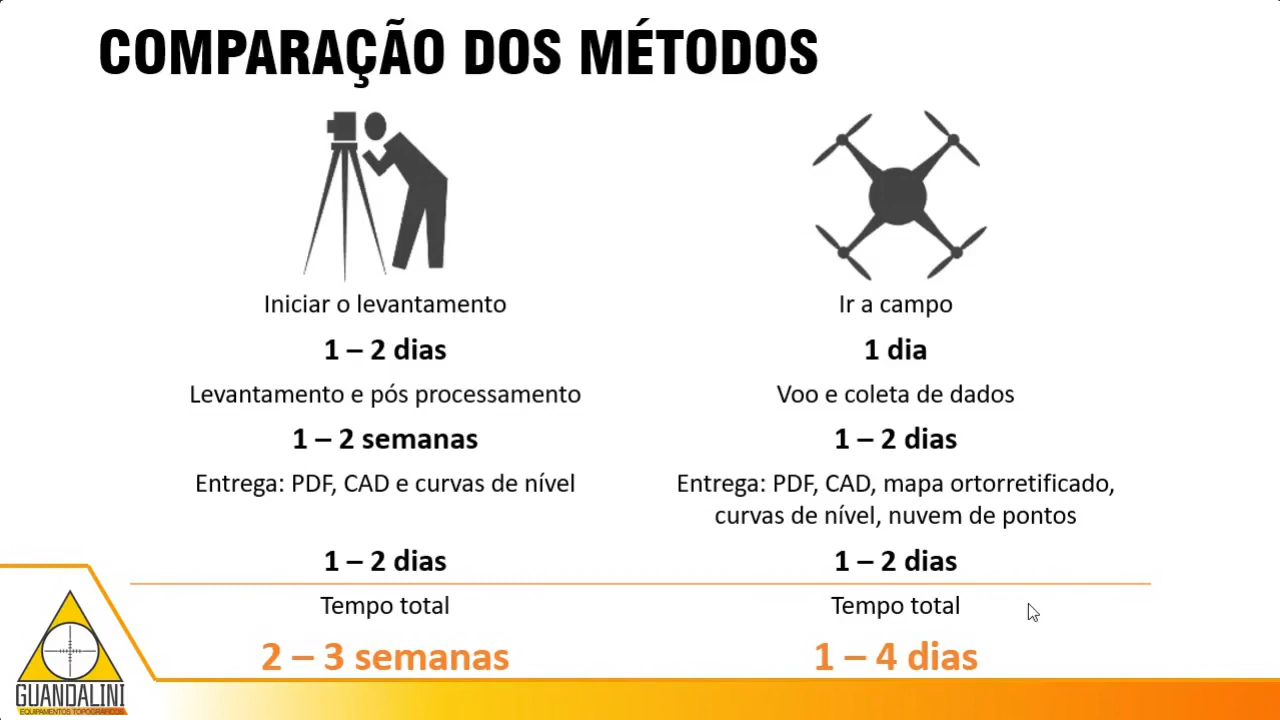 COMPARAÇÃO DOS MÉTODOS
Iniciar o levantamento
1 – 2 dias
Levantamento e pós processamento
1 – 2 semanas
Entrega: PDF, CAD e curvas de nível
1 – 2 dias
Tempo total
2 – 3 semanas
Ir a campo
1 dia
Voo e coleta de dados
1 – 2 dias
Entrega: PDF, CAD, mapa ortorretificado,
curvas de nível, nuvem de pontos
1 – 2 dias
Tempo total
1 – 4 dias
GUANDALINI
EQUIPAMENTOS TOPOGRÁFICOS